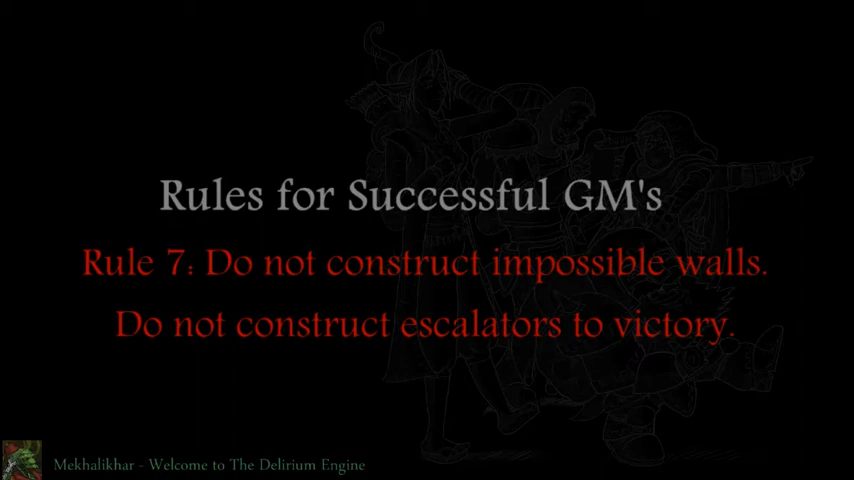 Rules for Successful GM's
Rule 7: Do not construct impossible walls.
Do not construct escalators to victory.
Mekhalikhar - Welcome to The Delirium Engine